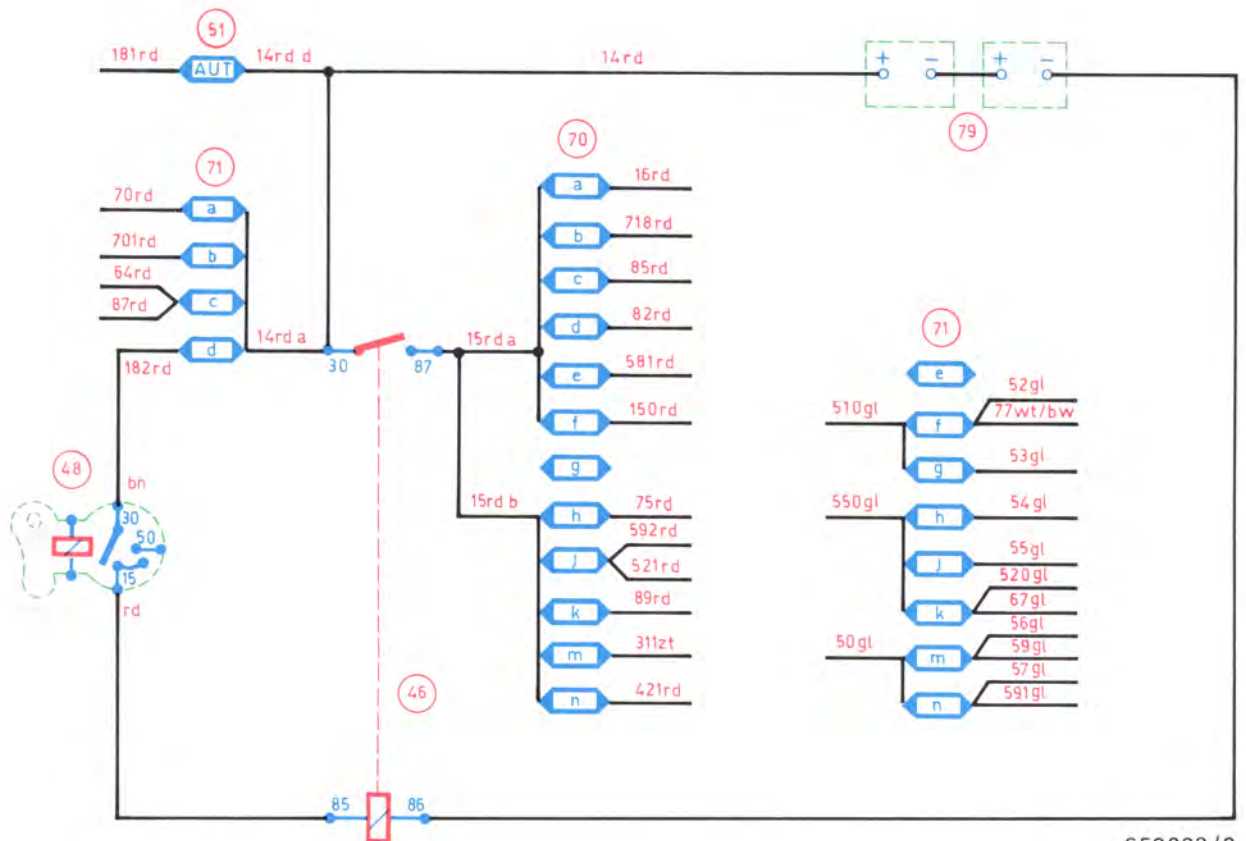 51
181rd AUT 14rd d 14rd
+ - + -
79
71
70rd a
701rd b
64rd
87rd c
d 14rd a
182rd
30 87
15rd a
70
a 16rd
b 718rd
c 85rd
d 82rd
e 581rd
f 150rd
g
15rd b
h 75rd
j 592rd
521rd
k 89rd
m 311zt
n 421rd
71
e
510gl f 52gl
77wt/bw
g 53gl
550gl h 54gl
j 55gl
k 520gl
67gl
50gl m 56gl
59gl
n 57gl
591gl
48
bn
30
50
15
rd
46
85 86